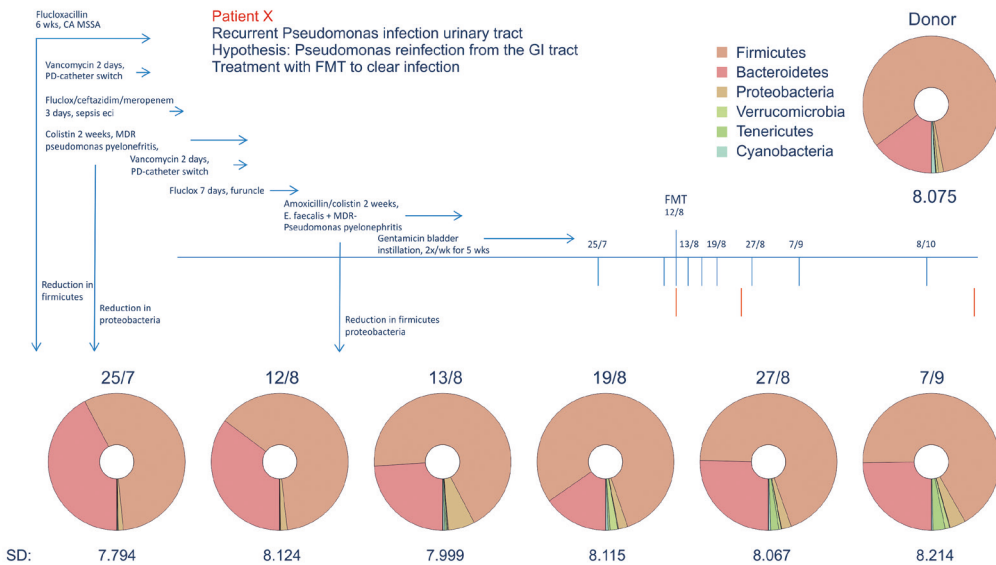 Flucloxacillin
6 wks, CA MSSA
Patient X
Recurrent Pseudomonas infection urinary tract
Hypothesis: Pseudomonas reinfection from the GI tract
Treatment with FMT to clear infection
Donor
Firmicutes
Bacteroidetes
Proteobacteria
Verrucomicrobia
Tenericutes
Cyanobacteria
8.075
Vancomycin 2 days,
PD-catheter switch
Fluclox/ceftazidim/meropenem
3 days, sepsis eci
Colistin 2 weeks, MDR
pseudomonas pyelonefritis,
Vancomycin 2 days,
PD-catheter switch
Fluclox 7 days, furuncle
Amoxicillin/colistin 2 weeks,
E. faecalis + MDR-
Pseudomonas pyelonephritis
Gentamicin bladder
instillation, 2x/wk for 5 wks
FMT
12/8
25/7
13/8
19/8
27/8
7/9
8/10
Reduction in
firmicutes
Reduction in
proteobacteria
Reduction in firmicutes
proteobacteria
25/7
12/8
13/8
19/8
27/8
7/9
SD:
7.794
8.124
7.999
8.115
8.067
8.214